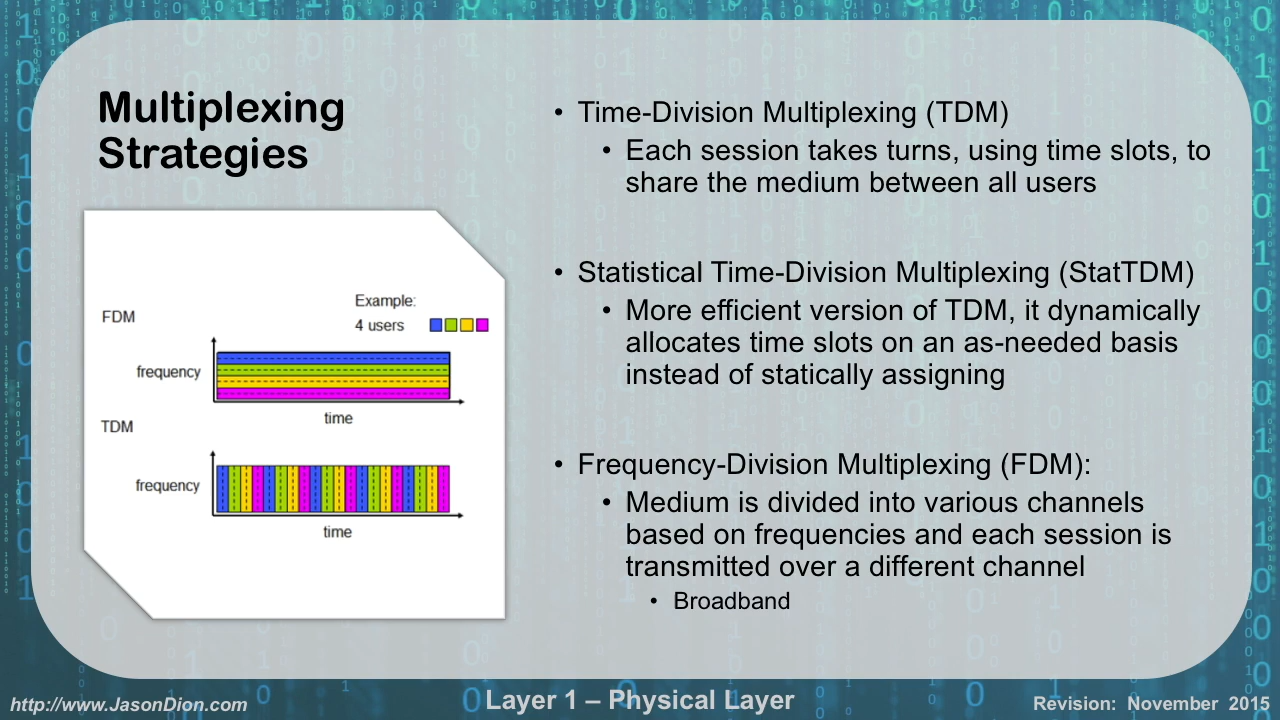 Multiplexing
Strategies
Example:
FDM
4 users
frequency
time
TDM
frequency
time
• Time-Division Multiplexing (TDM)
• Each session takes turns, using time slots, to
share the medium between all users
• Statistical Time-Division Multiplexing (StatTDM)
• More efficient version of TDM, it dynamically
allocates time slots on an as-needed basis
instead of statically assigning
• Frequency-Division Multiplexing (FDM):
• Medium is divided into various channels
based on frequencies and each session is
transmitted over a different channel
• Broadband
http://www.JasonDion.com
Layer 1 – Physical Layer
Revision: November 2015